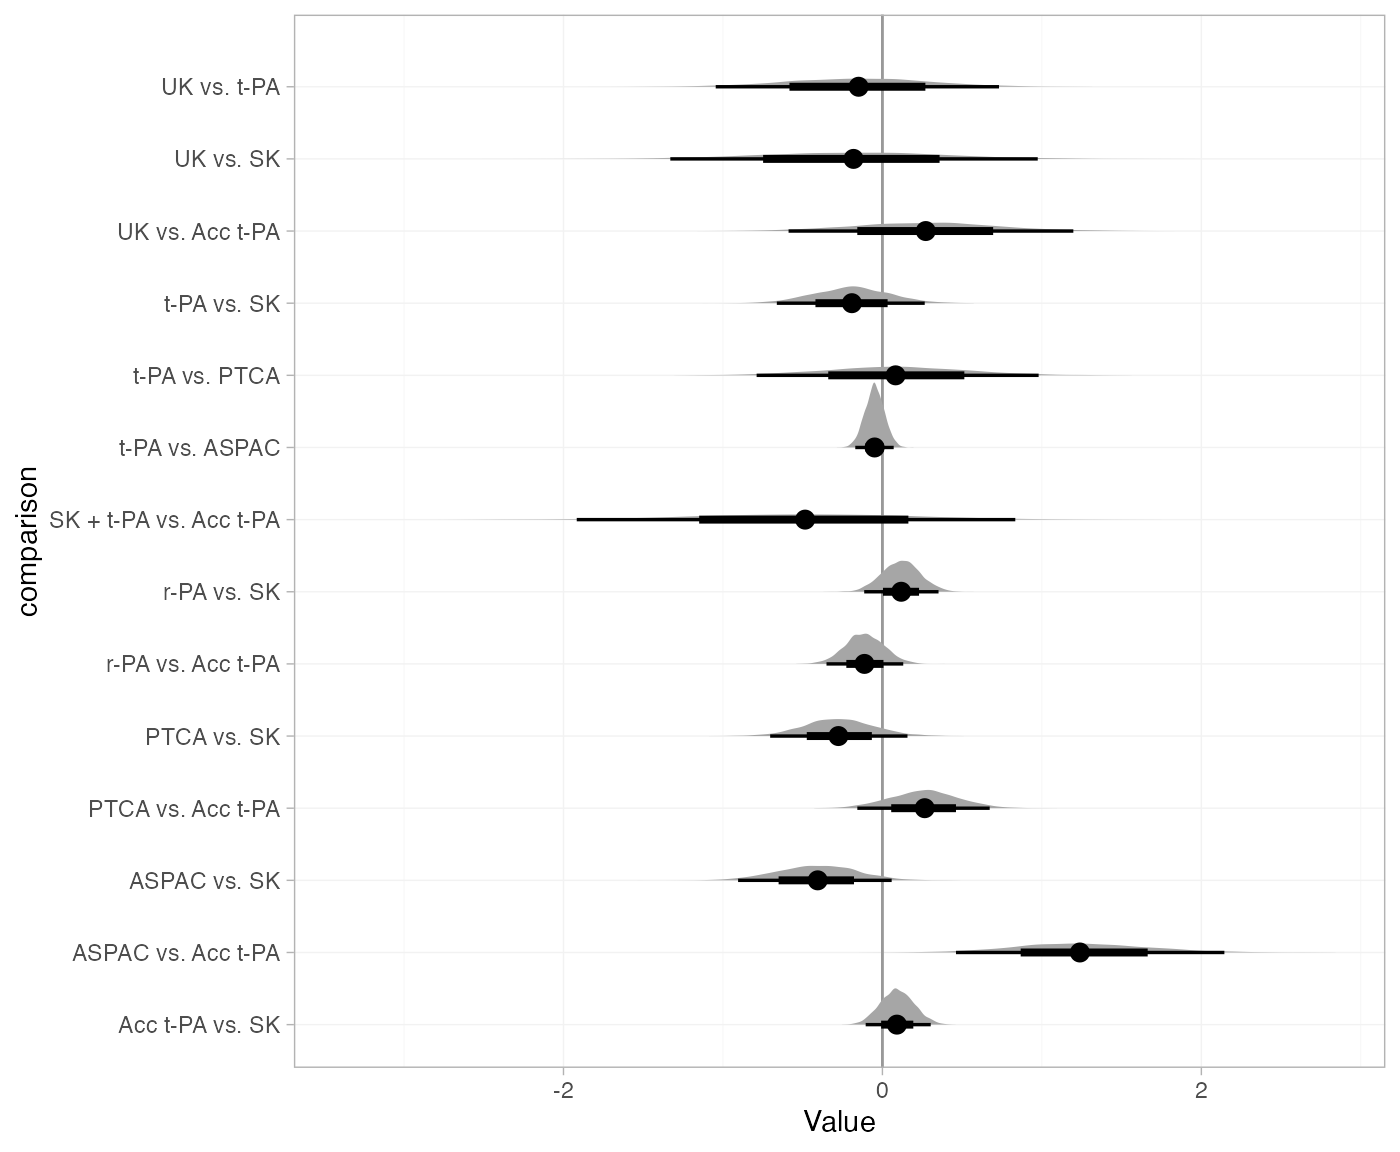 UK vs. t-PA
UK vs. SK
UK vs. Acc t-PA
t-PA vs. SK
t-PA vs. PTCA
t-PA vs. ASPAC
SK + t-PA vs. Acc t-PA
r-PA vs. SK
r-PA vs. Acc t-PA
PTCA vs. SK
PTCA vs. Acc t-PA
ASPAC vs. SK
ASPAC vs. Acc t-PA
Acc t-PA vs. SK
comparison
-2 0 2
Value